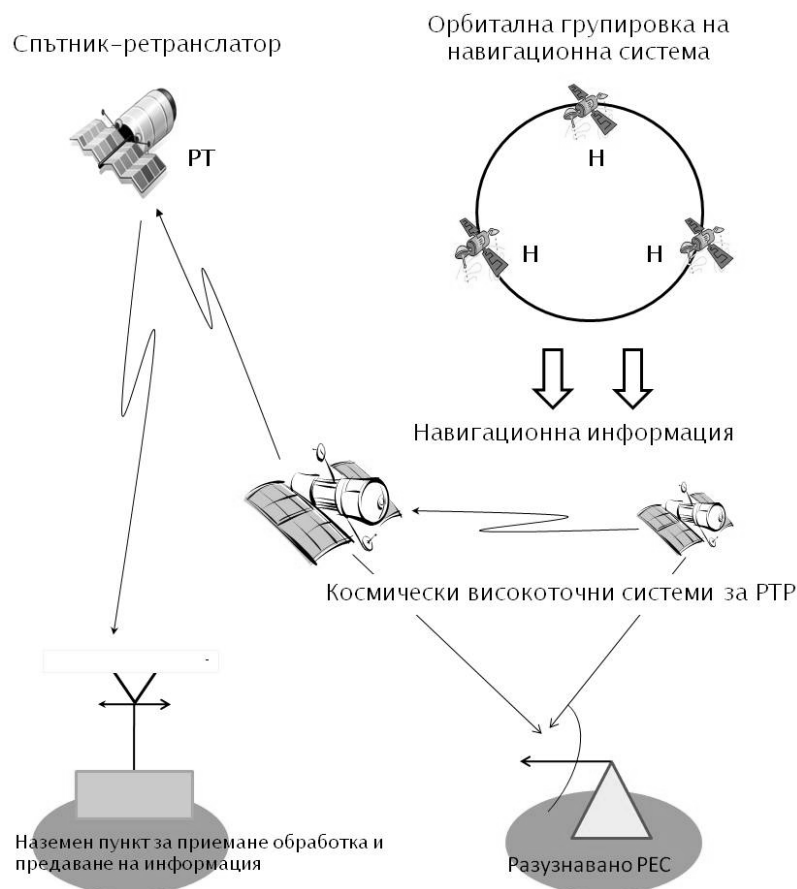 Спътник-ретранслатор
Орбитална групировка на
навигационна система
РТ
Н
Н
Н
Навигационна информация
Космически високоточни системи за РТР
Наземен пункт за приемане обработка и
предаване на информация
Разузнавано РЕС